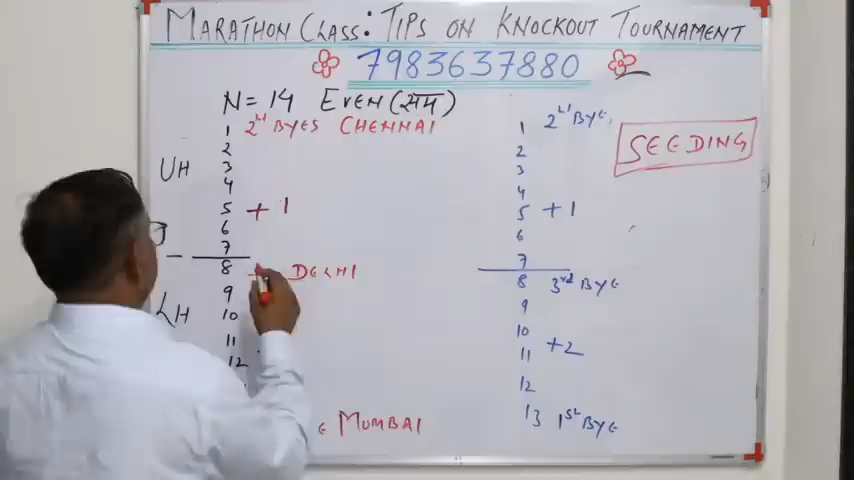 MARATHON CLASS: TIPS ON KNOCKOUT TOURNAMENT
7983637880
N = 14 EVEN (सम)
1 2nd BYES CHENNAI
2
UH 3
4
5 + 1
6
7
8 DELHI
9
LH 10
11
12
MUMBAI
1 2nd BYE
2
3
4
5 + 1
6
7
8 3rd BYE
9
10
11 +2
12
13 1st BYE
SEEDING